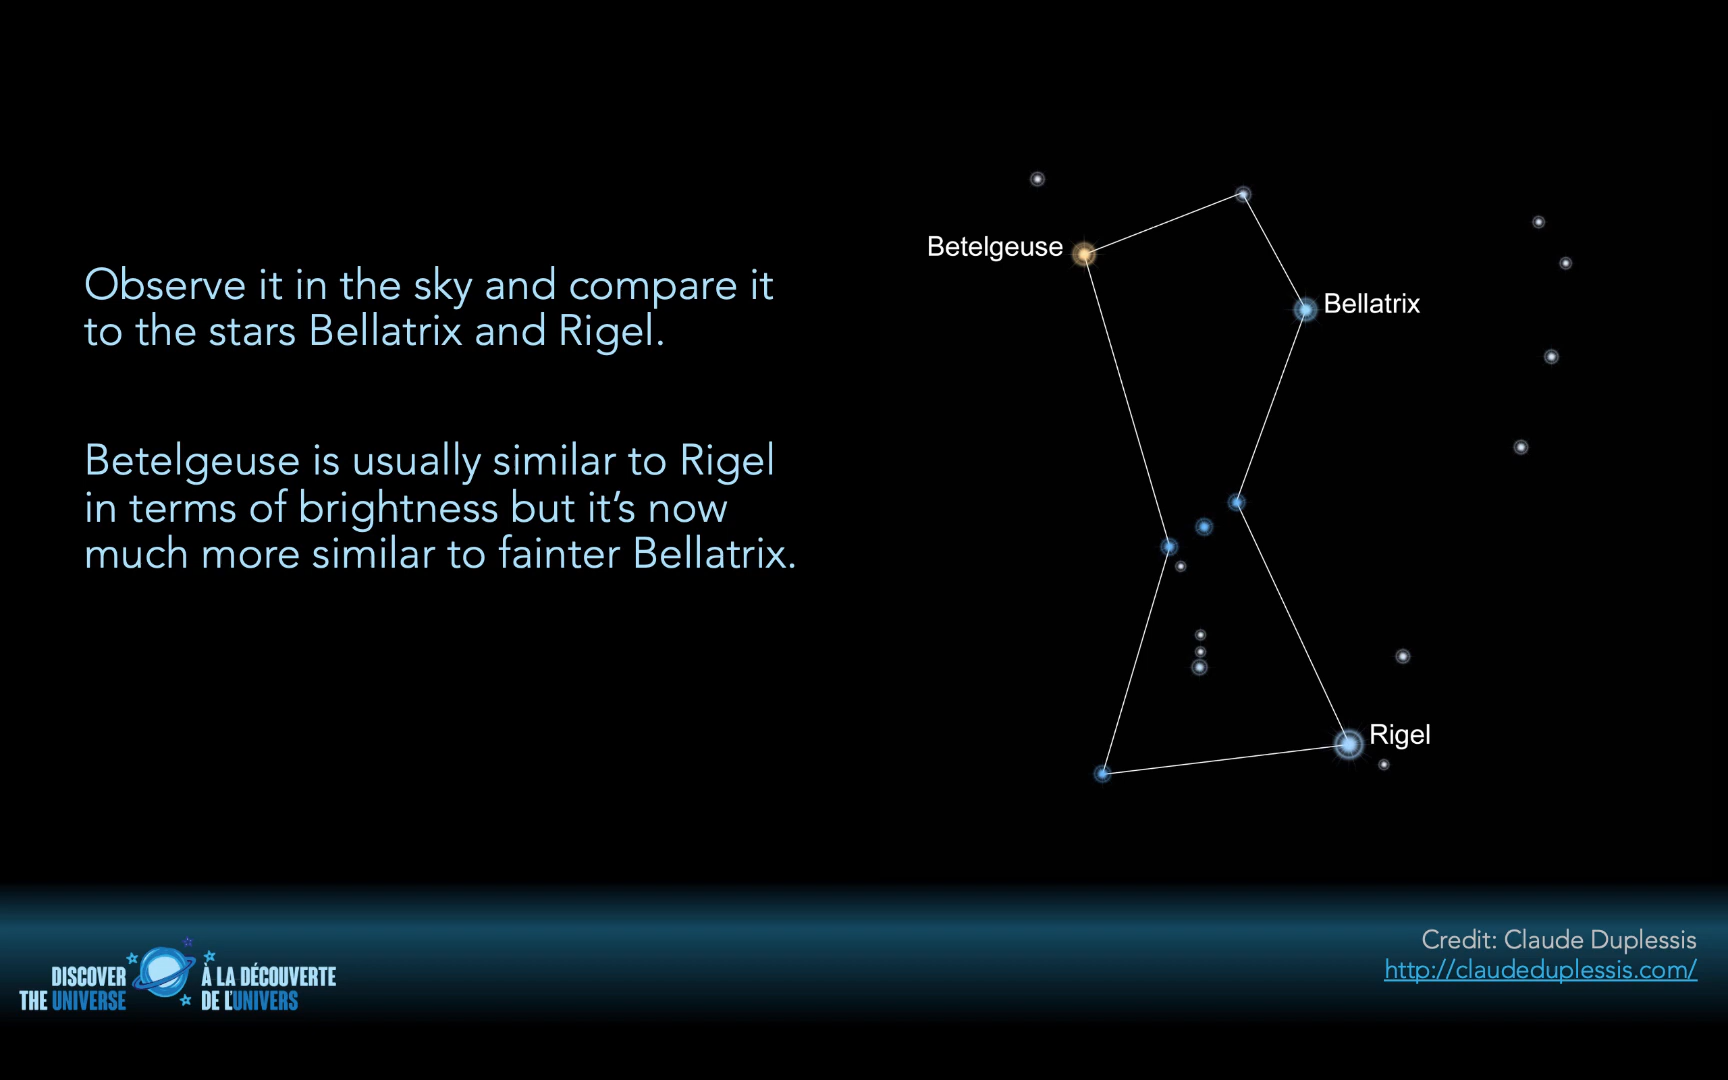 Observe it in the sky and compare it
to the stars Bellatrix and Rigel.
Betelgeuse is usually similar to Rigel
in terms of brightness but it’s now
much more similar to fainter Bellatrix.
Betelgeuse
Bellatrix
Rigel
DISCOVER
THE UNIVERSE
À LA DÉCOUVERTE
DE L'UNIVERS
Credit: Claude Duplessis
http://claudeduplessis.com/